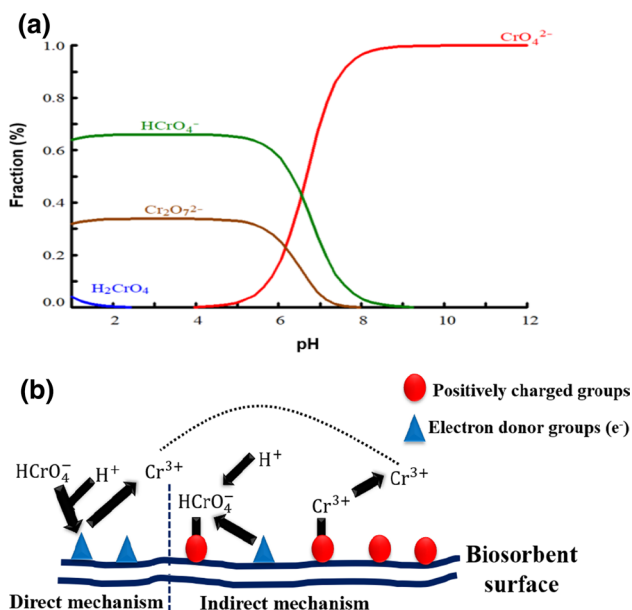 (a)
CrO₄²⁻
1.0
0.8
HCrO₄⁻
0.6
Fraction (%)
0.4
Cr₂O₇²⁻
0.2
H₂CrO₄
0.0
2 4 6 8 10 12
pH
(b)
Positively charged groups
Electron donor groups (e⁻)
HCrO₄⁻ H⁺ Cr³⁺
H⁺
HCrO₄⁻
Cr³⁺
Cr³⁺
Biosorbent
surface
Direct mechanism Indirect mechanism